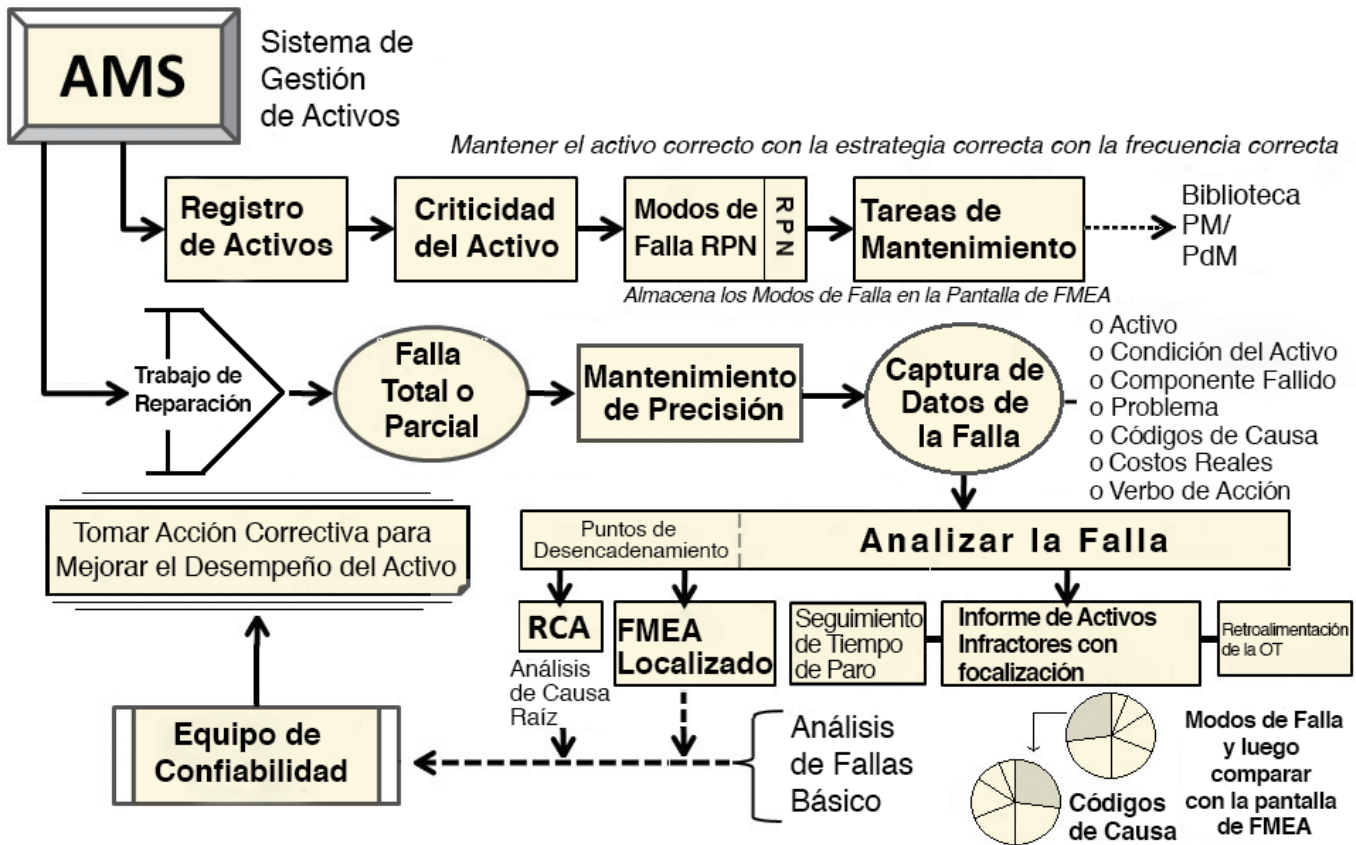 AMS
Sistema de
Gestión
de Activos
Mantener el activo correcto con la estrategia correcta con la frecuencia correcta
Registro
de Activos
Criticidad
del Activo
Modos de
Falla RPN
RPN
Tareas de
Mantenimiento
Biblioteca
PM/
PdM
Almacena los Modos de Falla en la Pantalla de FMEA
Trabajo de
Reparación
Falla
Total o
Parcial
Mantenimiento
de Precisión
Captura de
Datos de
la Falla
o Activo
o Condición del Activo
o Componente Fallido
o Problema
o Códigos de Causa
o Costos Reales
o Verbo de Acción
Tomar Acción Correctiva para
Mejorar el Desempeño del Activo
Puntos de
Desencadenamiento
Analizar la Falla
RCA
Análisis
de Causa
Raíz
FMEA
Localizado
Seguimiento
de Tiempo
de Paro
Informe de Activos
Infractores con
focalización
Retroalimentación
de la OT
Equipo de
Confiabilidad
Análisis
de Fallas
Básico
Códigos
de Causa
Modos de Falla
y luego
comparar
con la pantalla
de FMEA